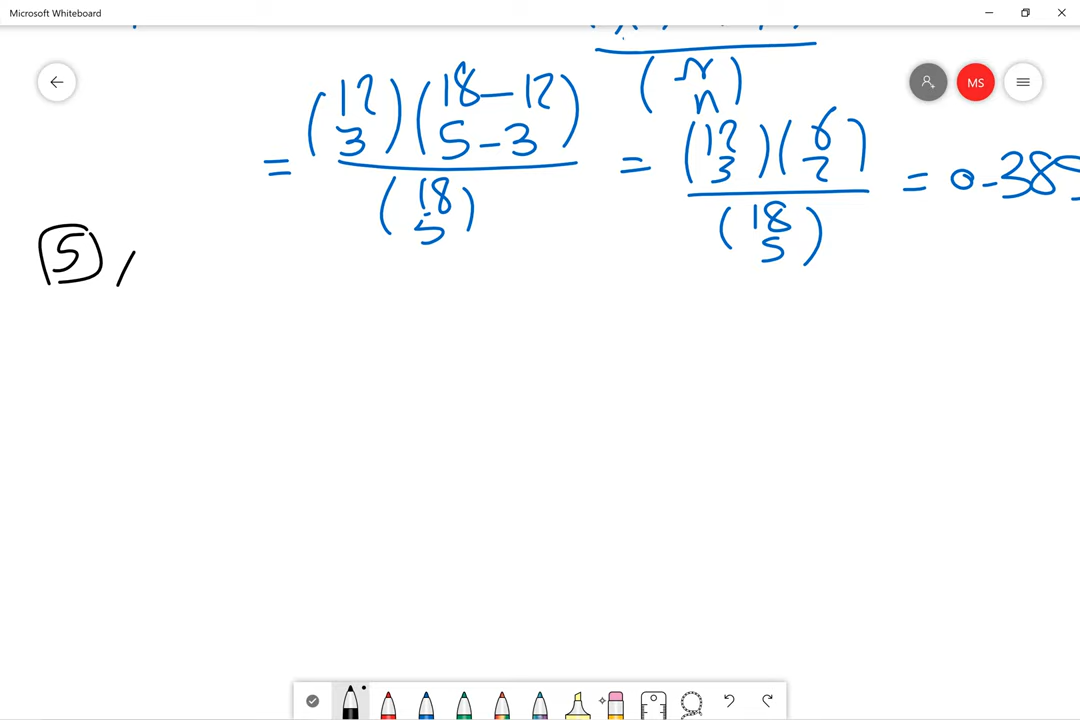 Microsoft Whiteboard
MS
(N n)
= (12 3)(18-12 5-3) / (18 5) = (12 3)(6 2) / (18 5) = 0.385
5